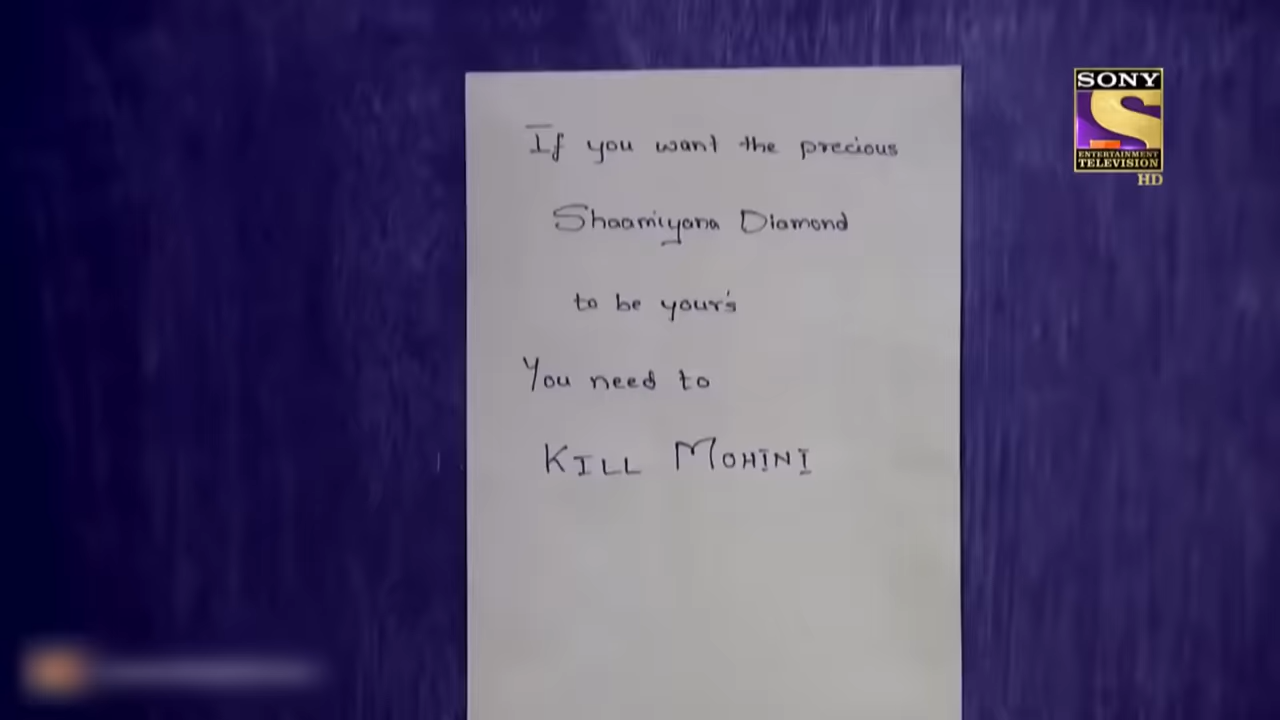 If you want the precious
Shaamiyana Diamond
to be your's
You need to
KILL MOHINI
SONY
ENTERTAINMENT
TELEVISION
HD